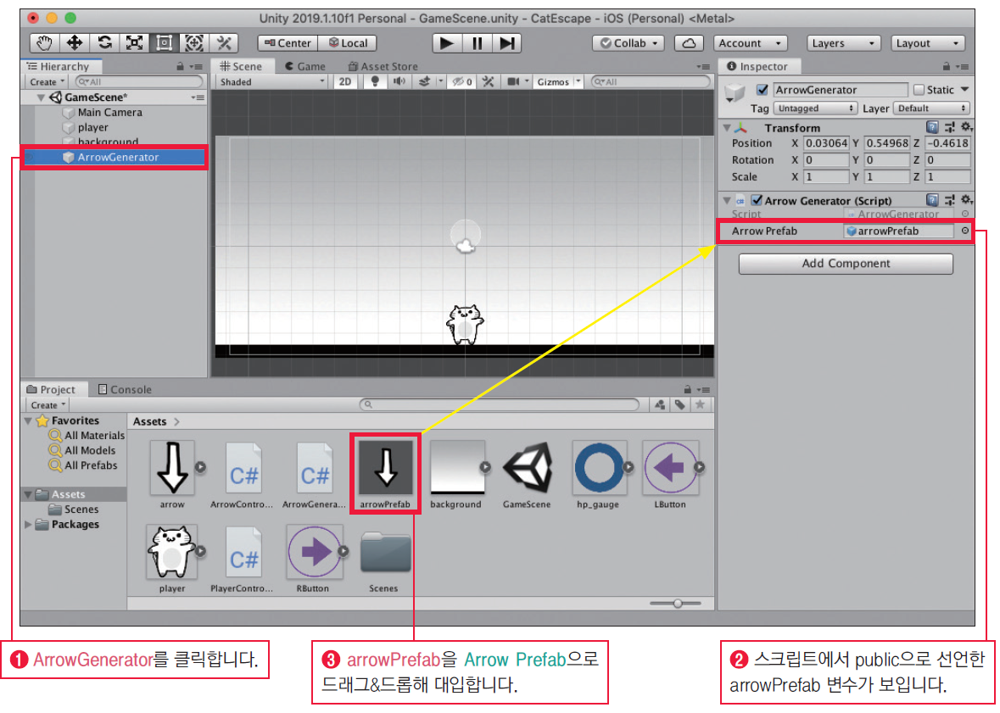 Unity 2019.1.10f1 Personal - GameScene.unity - CatEscape - iOS (Personal) <Metal>
Center Local Collab Account Layers Layout
Hierarchy
Create All
GameScene*
Main Camera
player
background
ArrowGenerator
Scene Game Asset Store
Shaded 2D 0 Gizmos All
Inspector
ArrowGenerator Static
Tag Untagged Layer Default
Transform
Position X 0.03064 Y 0.54968 Z -0.4618
Rotation X 0 Y 0 Z 0
Scale X 1 Y 1 Z 1
Arrow Generator (Script)
Script ArrowGenerator
Arrow Prefab arrowPrefab
Add Component
Project Console
Create
Favorites
All Materials
All Models
All Prefabs
Assets
Scenes
Packages
Assets >
C# C#
arrow ArrowContro... ArrowGenera... arrowPrefab background GameScene hp_gauge LButton
C#
player PlayerContro... RButton Scenes
❶ ArrowGenerator를 클릭합니다.
❸ arrowPrefab을 Arrow Prefab으로
드래그&드롭해 대입합니다.
❷ 스크립트에서 public으로 선언한
arrowPrefab 변수가 보입니다.